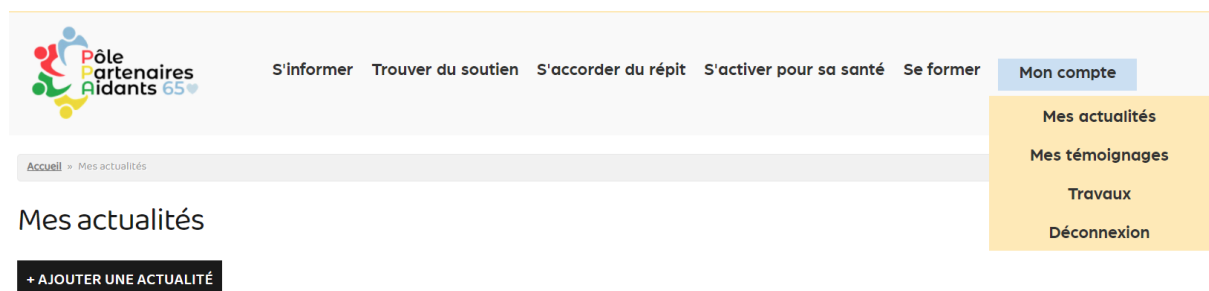 Pôle
Partenaires
Aidants 65
S'informer Trouver du soutien S'accorder du répit S'activer pour sa santé Se former Mon compte
Mes actualités
Mes témoignages
Travaux
Déconnexion
Accueil » Mes actualités
Mes actualités
+ AJOUTER UNE ACTUALITÉ